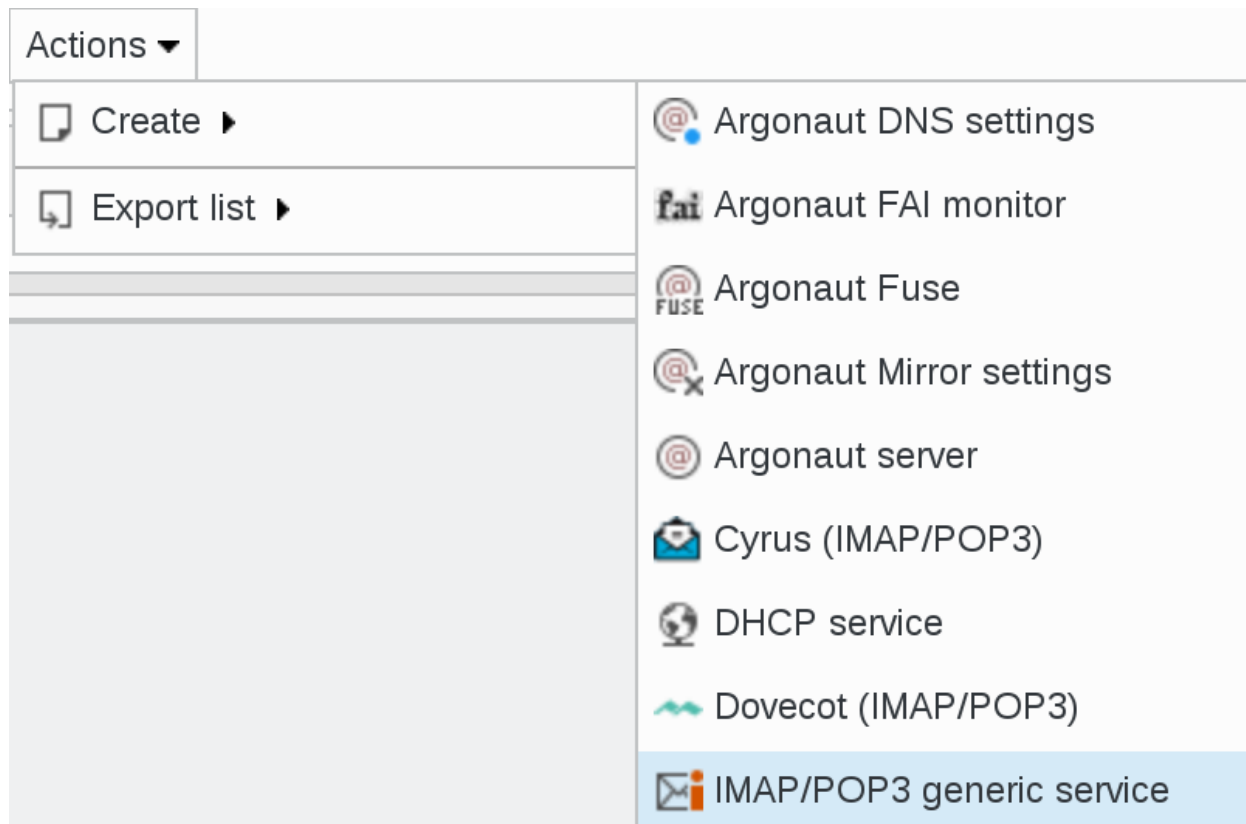 Actions
Create
Export list
Argonaut DNS settings
fai Argonaut FAI monitor
FUSE Argonaut Fuse
Argonaut Mirror settings
Argonaut server
Cyrus (IMAP/POP3)
DHCP service
Dovecot (IMAP/POP3)
IMAP/POP3 generic service